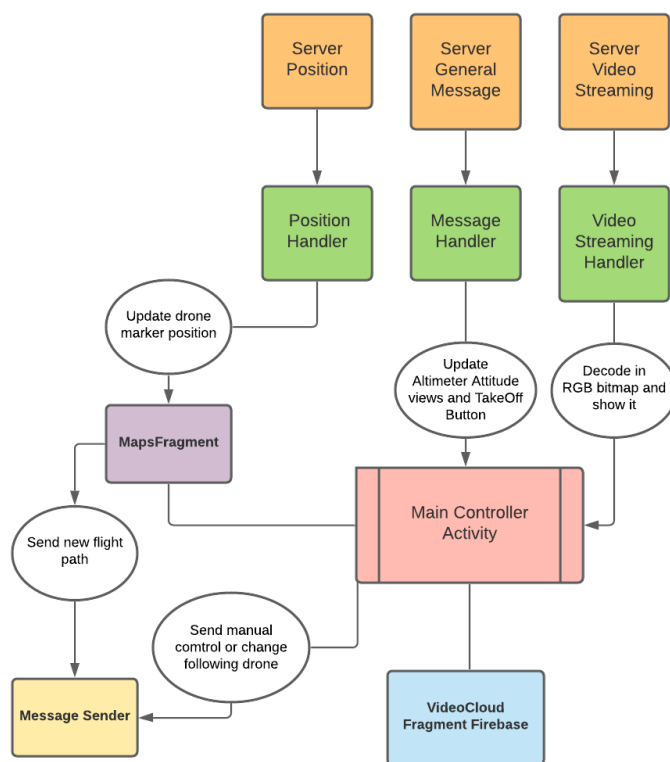 Server
Position
Server
General
Message
Server
Video
Streaming
Position
Handler
Message
Handler
Video
Streaming
Handler
Update drone
marker position
Update
Altimeter Attitude
views and TakeOff
Button
Decode in
RGB bitmap and
show it
MapsFragment
Main Controller
Activity
Send new flight
path
Send manual
comtrol or change
following drone
Message Sender
VideoCloud
Fragment Firebase